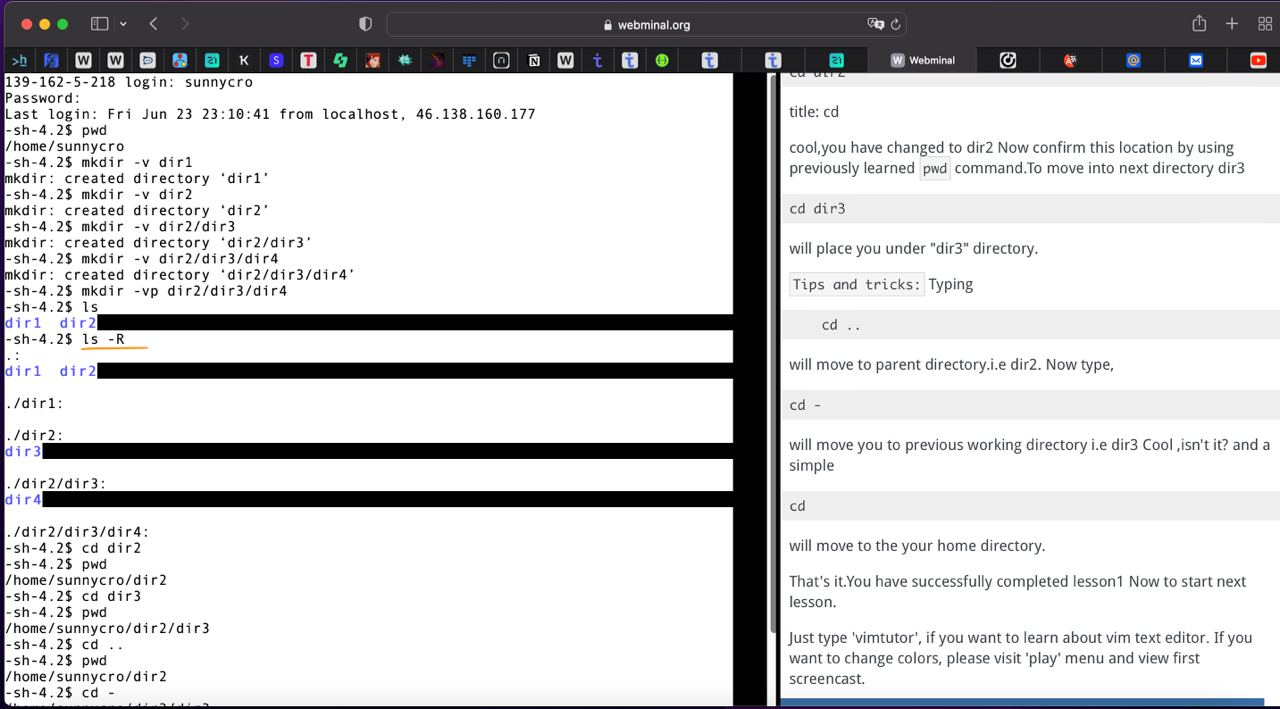 webminal.org
Webminal
139-162-5-218 login: sunnycro
Password:
Last login: Fri Jun 23 23:10:41 from localhost, 46.138.160.177
-sh-4.2$ pwd
/home/sunnycro
-sh-4.2$ mkdir -v dir1
mkdir: created directory ‘dir1’
-sh-4.2$ mkdir -v dir2
mkdir: created directory ‘dir2’
-sh-4.2$ mkdir -v dir2/dir3
mkdir: created directory ‘dir2/dir3’
-sh-4.2$ mkdir -v dir2/dir3/dir4
mkdir: created directory ‘dir2/dir3/dir4’
-sh-4.2$ mkdir -vp dir2/dir3/dir4
-sh-4.2$ ls
dir1  dir2
-sh-4.2$ ls -R
.:
dir1  dir2
./dir1:
./dir2:
dir3
./dir2/dir3:
dir4
./dir2/dir3/dir4:
-sh-4.2$ cd dir2
-sh-4.2$ pwd
/home/sunnycro/dir2
-sh-4.2$ cd dir3
-sh-4.2$ pwd
/home/sunnycro/dir2/dir3
-sh-4.2$ cd ..
-sh-4.2$ pwd
/home/sunnycro/dir2
-sh-4.2$ cd -
/home/sunnycro/dir2/dir3
cd dir2
title: cd
cool,you have changed to dir2 Now confirm this location by using
previously learned pwd command.To move into next directory dir3
cd dir3
will place you under "dir3" directory.
Tips and tricks: Typing
cd ..
will move to parent directory.i.e dir2. Now type,
cd -
will move you to previous working directory i.e dir3 Cool ,isn't it? and a
simple
cd
will move to the your home directory.
That's it.You have successfully completed lesson1 Now to start next
lesson.
Just type 'vimtutor', if you want to learn about vim text editor. If you
want to change colors, please visit 'play' menu and view first
screencast.